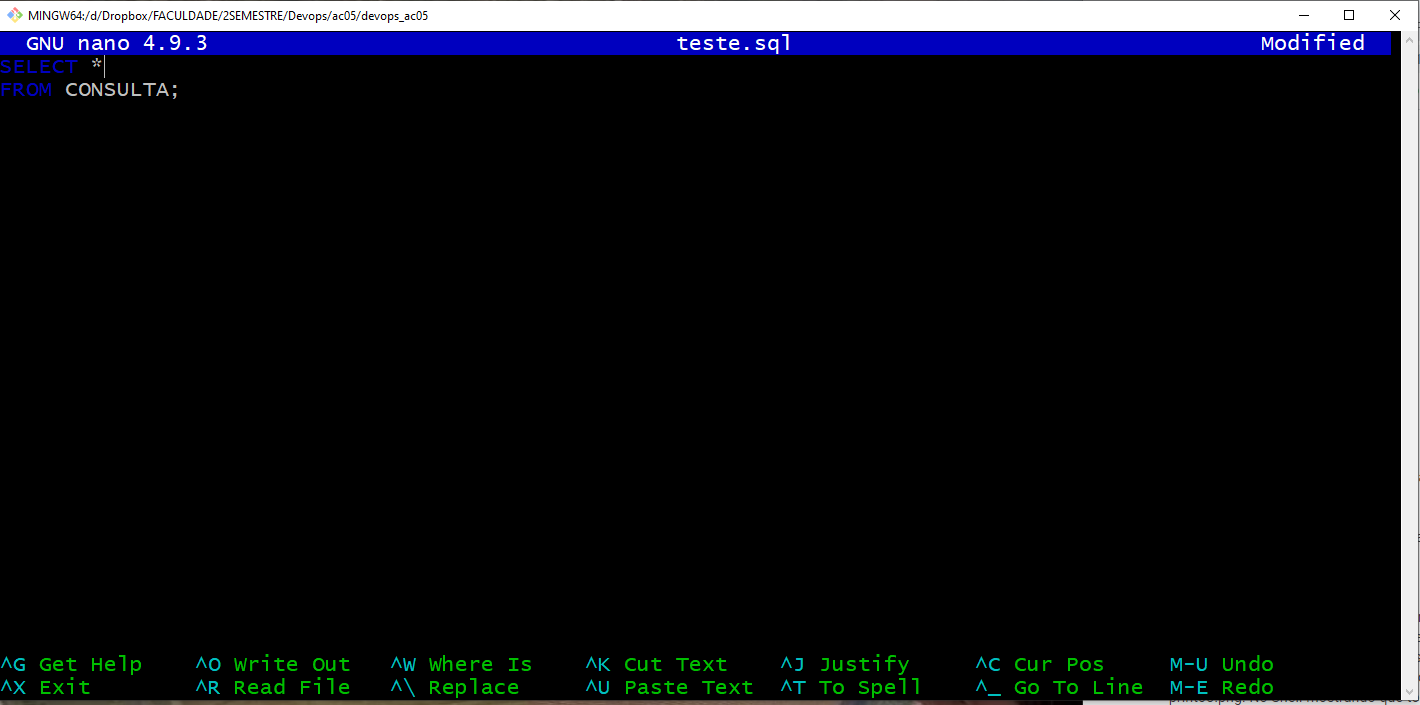 MINGW64:/d/Dropbox/FACULDADE/2SEMESTRE/Devops/ac05/devops_ac05
GNU nano 4.9.3 teste.sql Modified
SELECT *
FROM CONSULTA;
^G Get Help ^O Write Out ^W Where Is ^K Cut Text ^J Justify ^C Cur Pos M-U Undo
^X Exit ^R Read File ^\ Replace ^U Paste Text ^T To Spell ^_ Go To Line M-E Redo